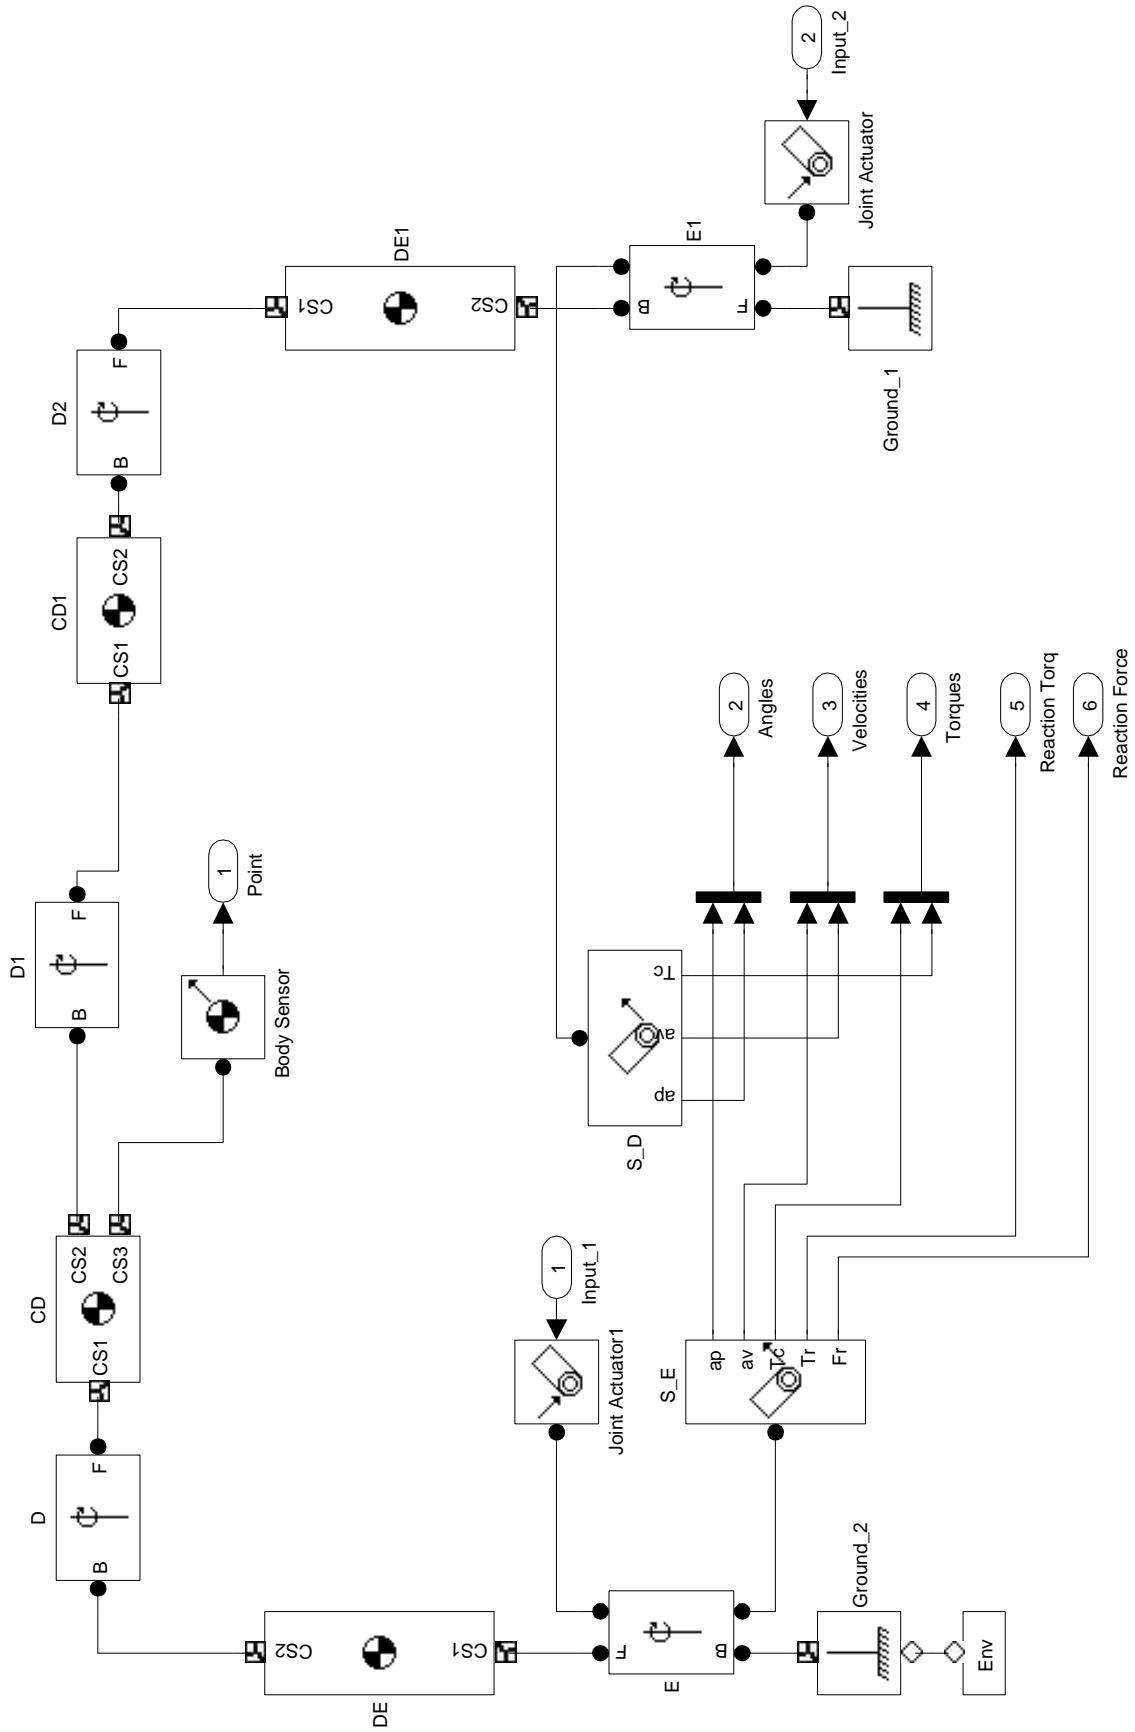 2
Input_2
Joint Actuator
DE1
CS1
CS2
E1
B
F
Ground_1
D2
F
B
CD1
CS2
CS1
D1
F
B
1
Point
Body Sensor
2
Angles
3
Velocities
4
Torques
5
Reaction Torq
6
Reaction Force
S_D
Tc
av
ap
CD
CS2
CS3
CS1
1
Input_1
Joint Actuator1
S_E
ap
av
Tc
Tr
Fr
D
F
B
DE
CS2
CS1
E
F
B
Ground_2
Env